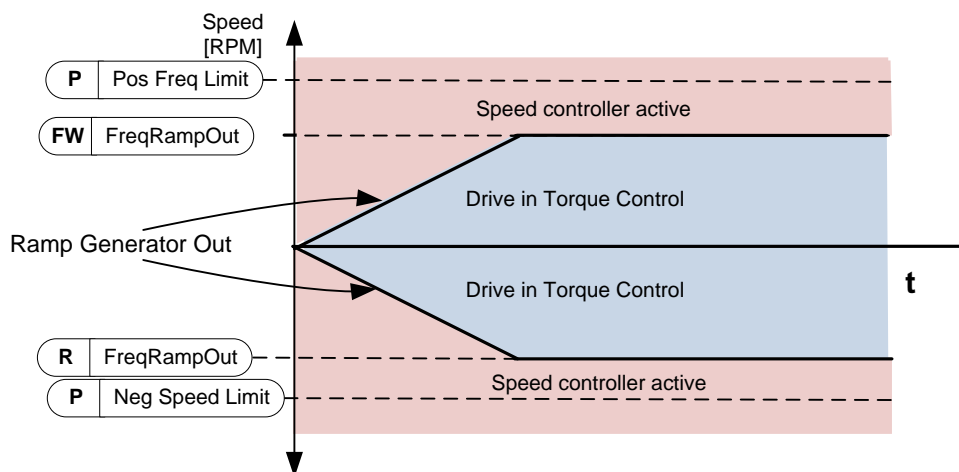 Speed
[RPM]
P Pos Freq Limit
Speed controller active
FW FreqRampOut
Drive in Torque Control
Ramp Generator Out
t
Drive in Torque Control
R FreqRampOut
Speed controller active
P Neg Speed Limit